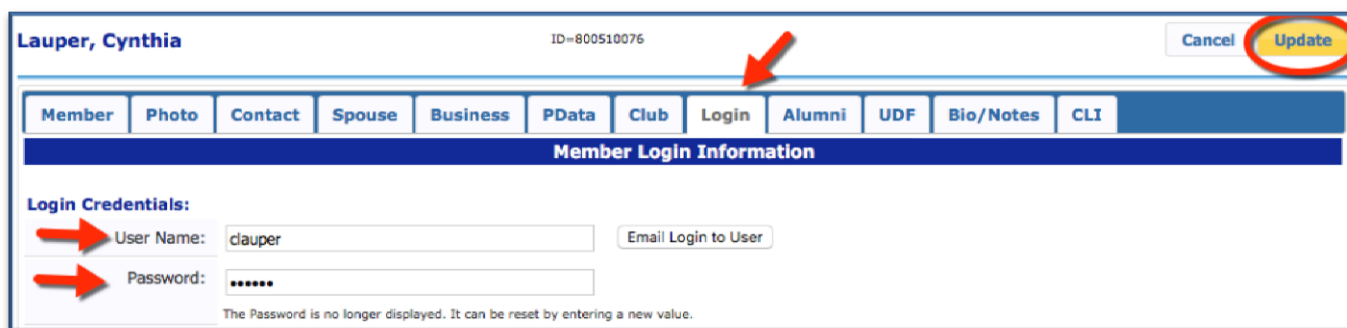 Lauper, Cynthia ID=800510076 Cancel Update
Member Photo Contact Spouse Business PData Club Login Alumni UDF Bio/Notes CLI
Member Login Information
Login Credentials:
User Name: clauper Email Login to User
Password: ••••••
The Password is no longer displayed. It can be reset by entering a new value.